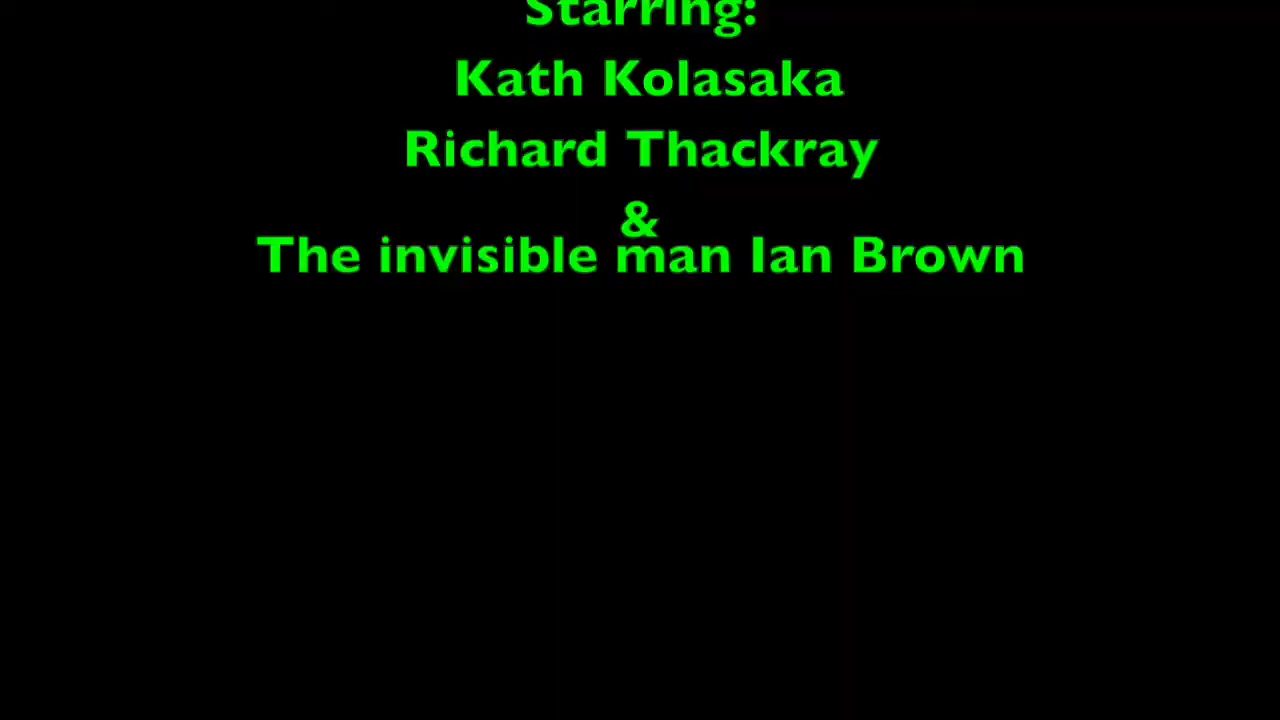 Starring:
Kath Kolasaka
Richard Thackray
&
The invisible man Ian Brown